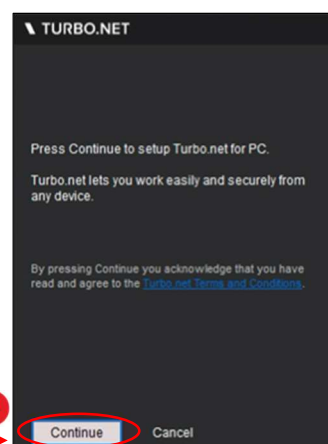 TURBO.NET
Press Continue to setup Turbo.net for PC.
Turbo.net lets you work easily and securely from
any device.
By pressing Continue you acknowledge that you have
read and agree to the Turbo.net Terms and Conditions.
Continue Cancel